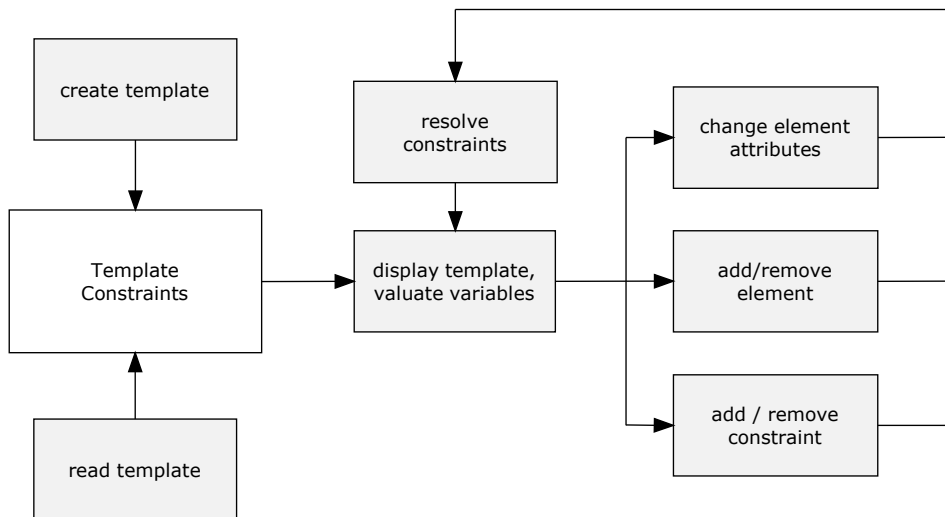 create template
resolve
constraints
change element
attributes
Template
Constraints
display template,
valuate variables
add/remove
element
add / remove
constraint
read template